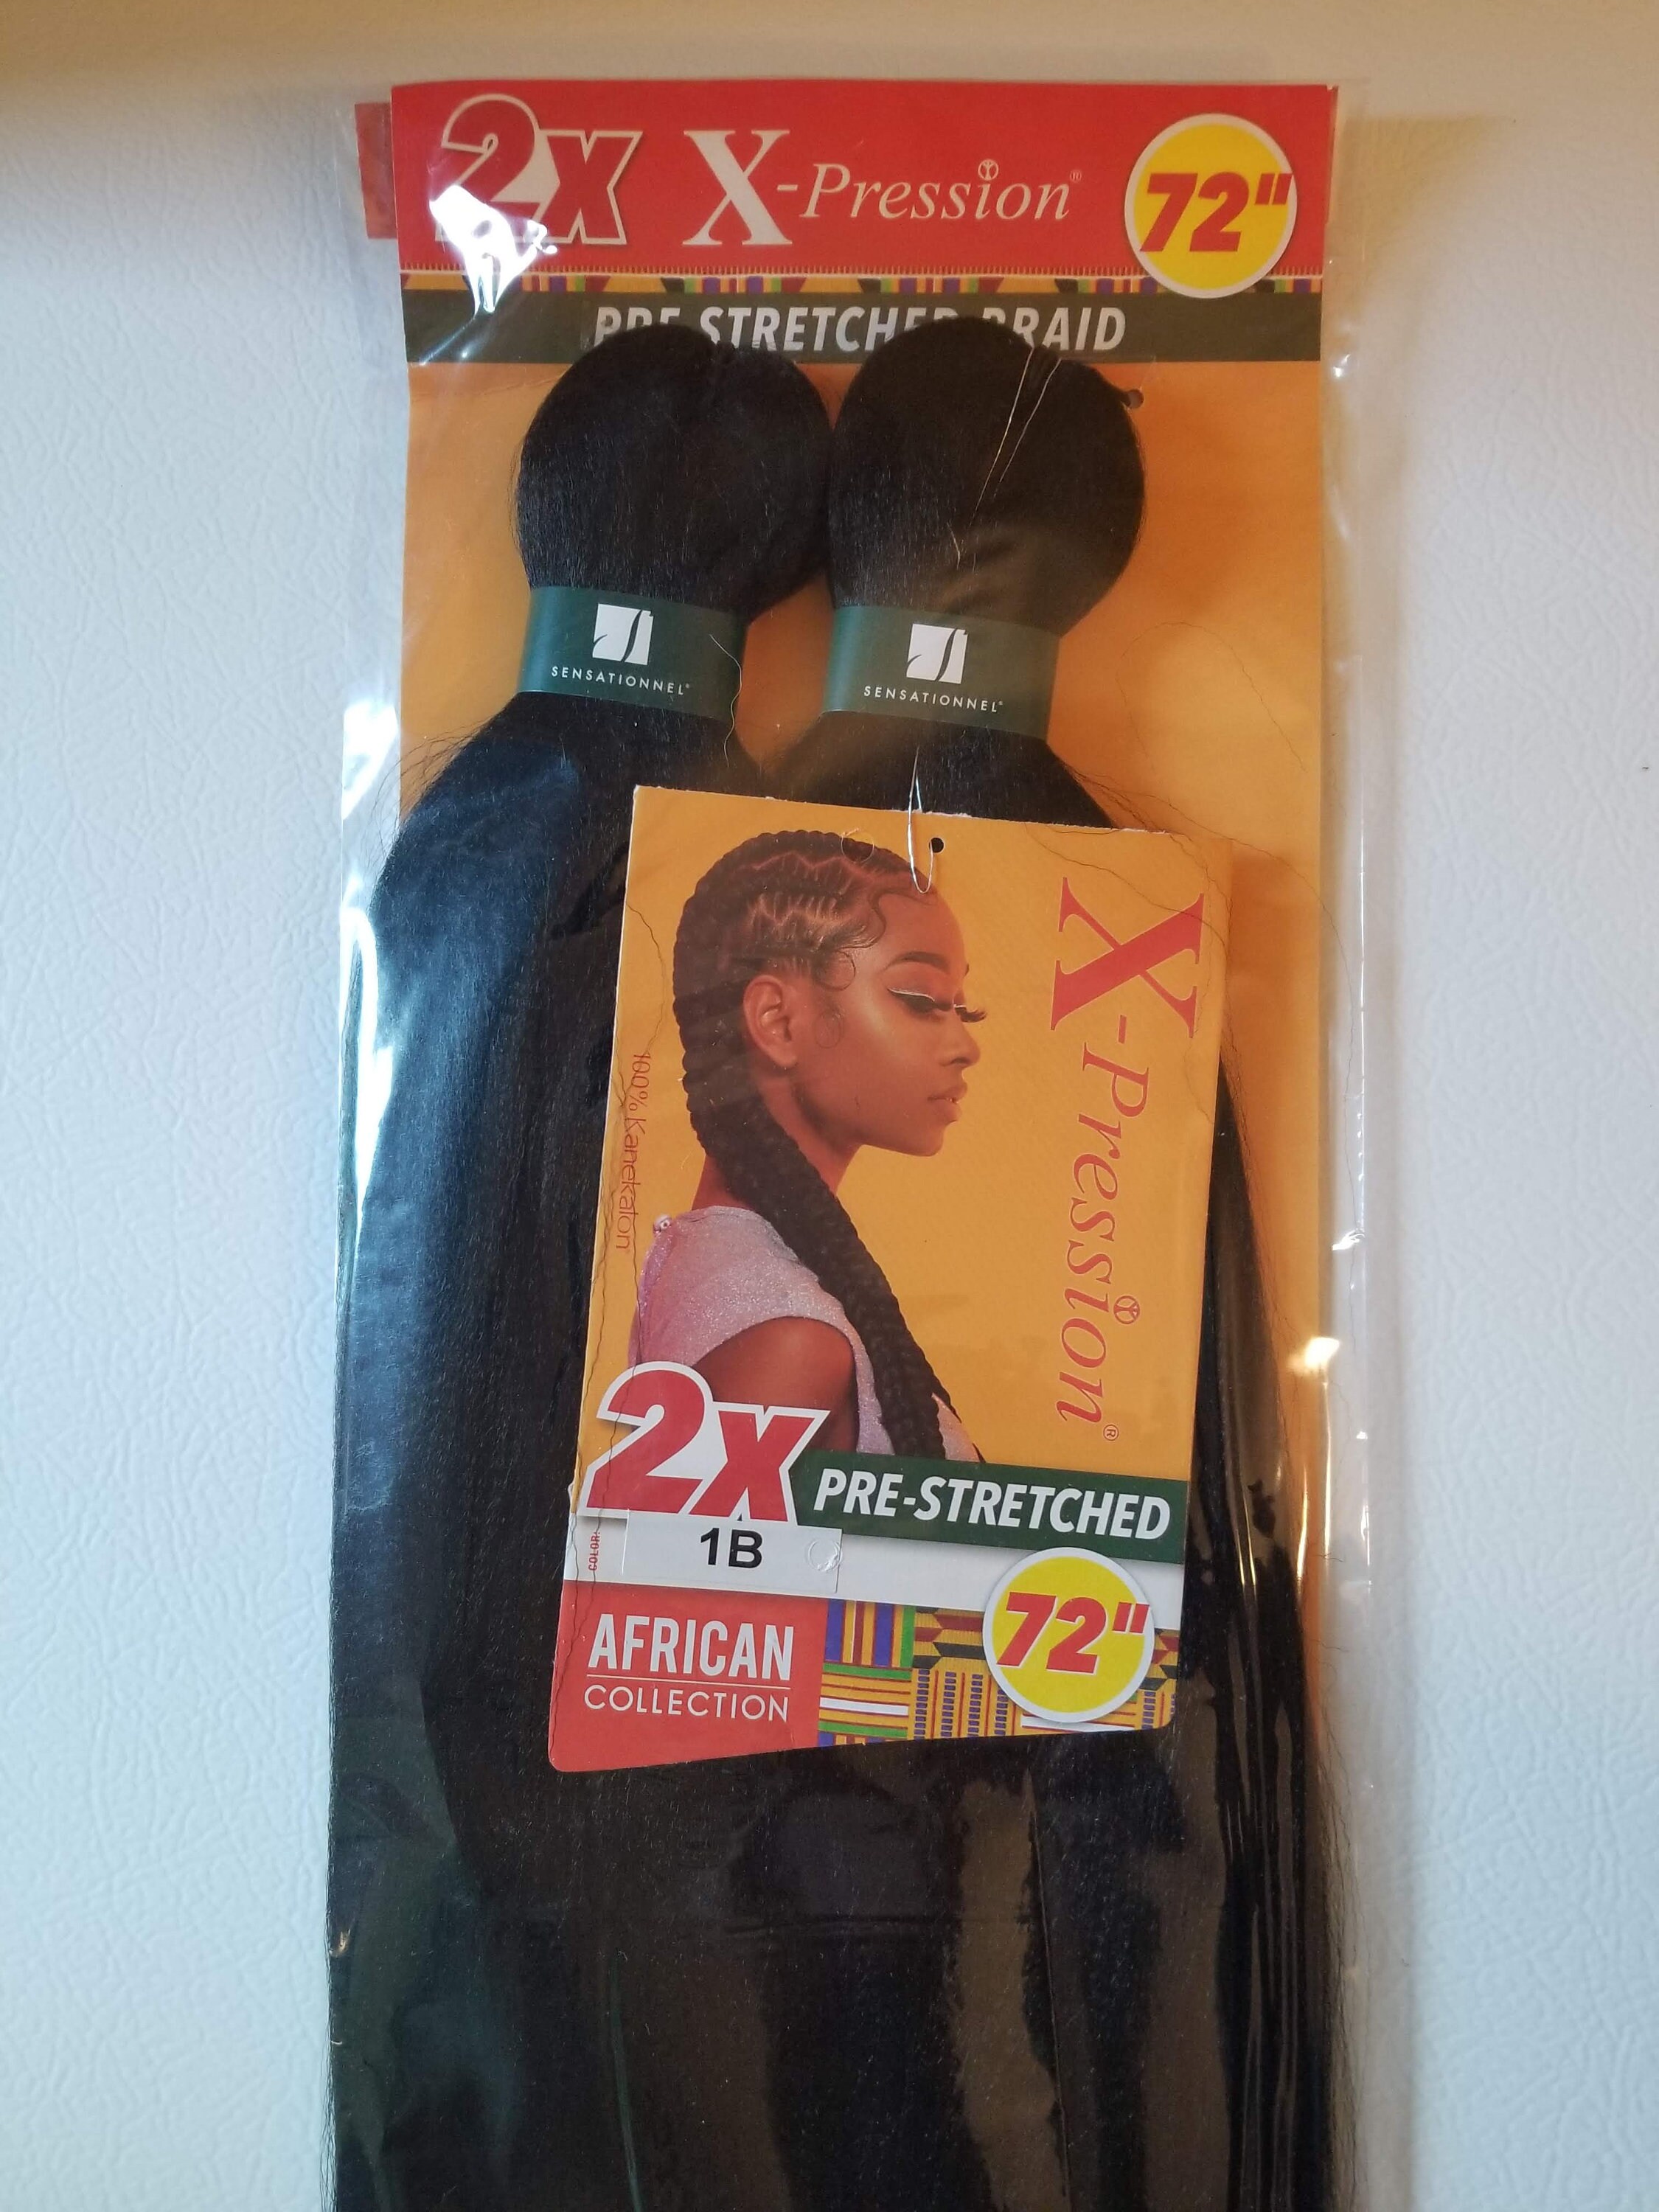 2X X-Pression® 72"
PRE-STRETCHED BRAID
SENSATIONNEL®
SENSATIONNEL®
X-Pression®
100% Kanekalon
2X PRE-STRETCHED
COLOR: 1B
72"
AFRICAN
COLLECTION